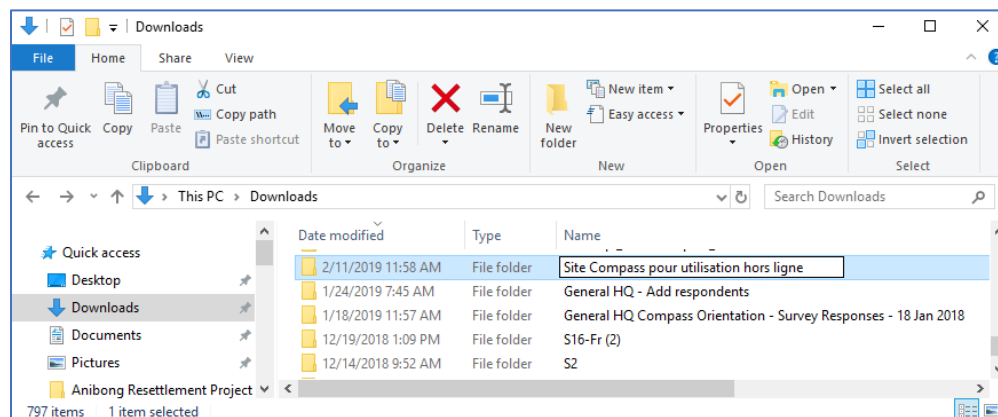 Downloads
File Home Share View
Pin to Quick access
Copy
Paste
Cut
Copy path
Paste shortcut
Move to
Copy to
Delete
Rename
New folder
New item
Easy access
Properties
Open
Edit
History
Select all
Select none
Invert selection
Clipboard Organize New Open Select
This PC > Downloads
Search Downloads
Quick access
Desktop
Downloads
Documents
Pictures
Anibong Resettlement Project
Date modified Type Name
2/11/2019 11:58 AM File folder Site Compass pour utilisation hors ligne
1/24/2019 7:45 AM File folder General HQ - Add respondents
1/18/2019 11:57 AM File folder General HQ Compass Orientation - Survey Responses - 18 Jan 2018
12/19/2018 1:09 PM File folder S16-Fr (2)
12/14/2018 9:52 AM File folder S2
797 items 1 item selected